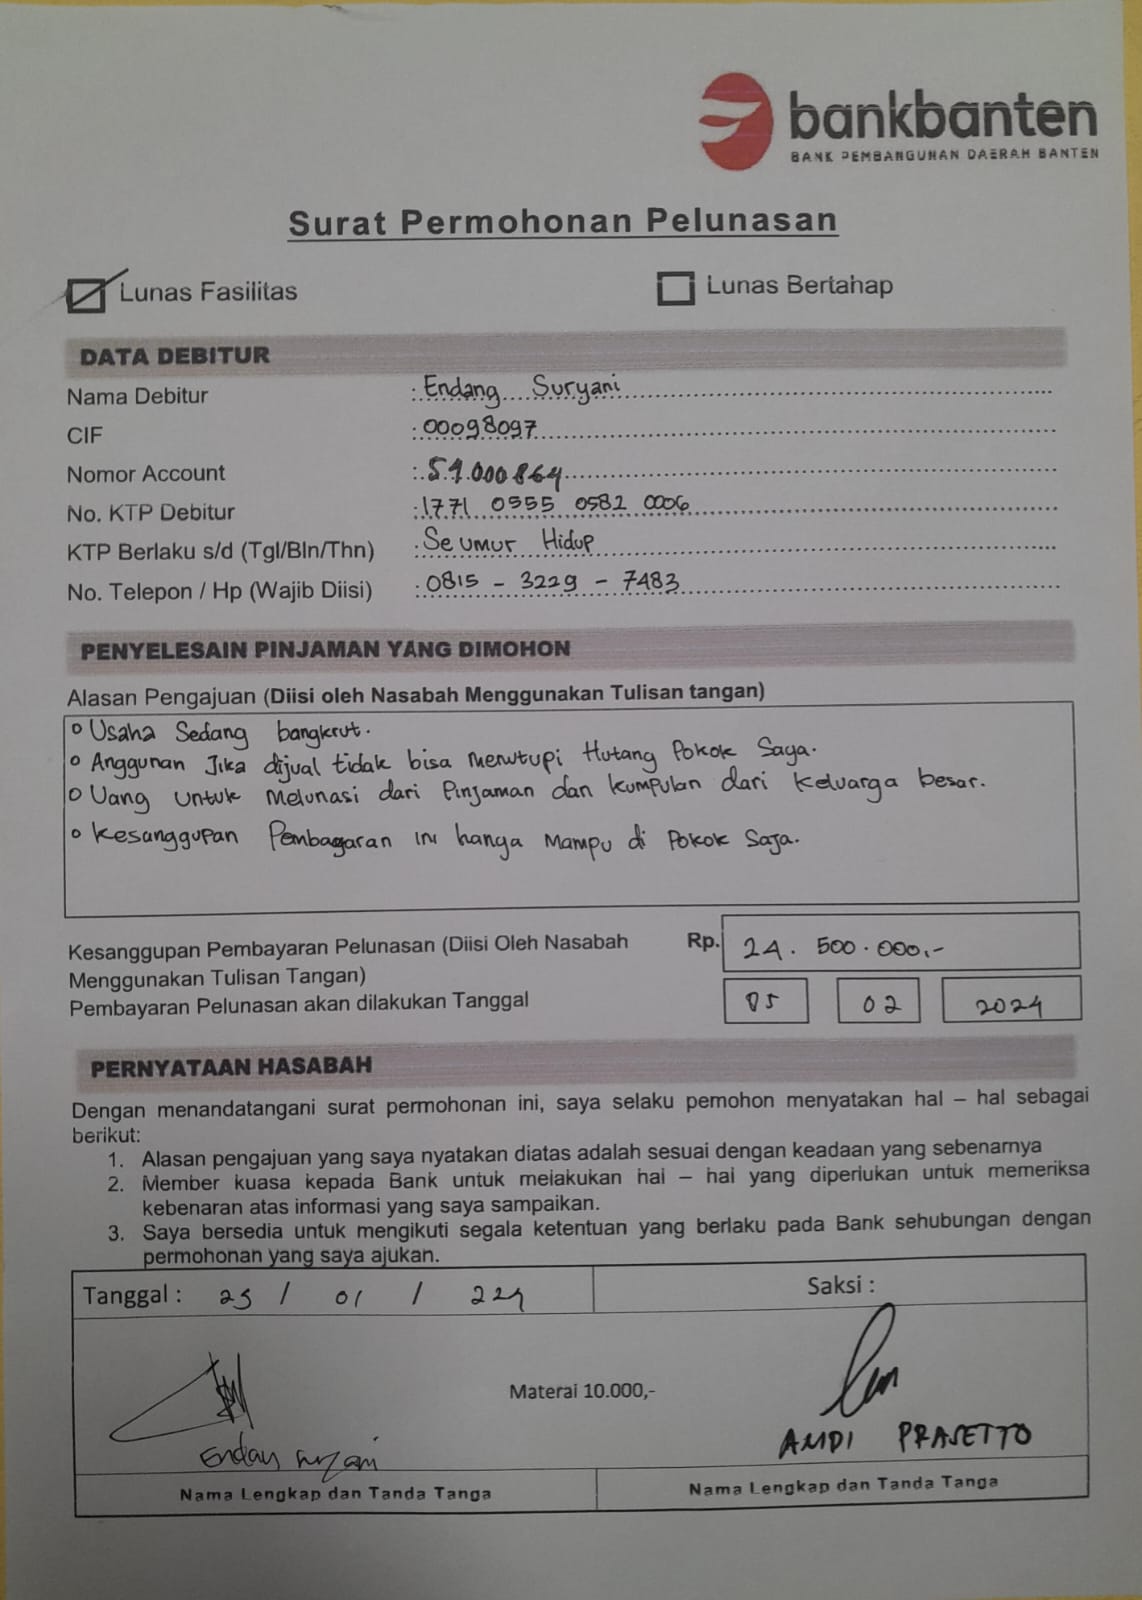 bankbanten
BANK PEMBANGUNAN DAERAH BANTEN
Surat Permohonan Pelunasan
Lunas Fasilitas
Lunas Bertahap
DATA DEBITUR
Nama Debitur : Endang Suryani
CIF : 00098097
Nomor Account : 51.000864
No. KTP Debitur : 1771 0555 0582 0006
KTP Berlaku s/d (Tgl/Bln/Thn) : Seumur Hidup
No. Telepon / Hp (Wajib Diisi) : 0815 - 3229 - 7483
PENYELESAIN PINJAMAN YANG DIMOHON
Alasan Pengajuan (Diisi oleh Nasabah Menggunakan Tulisan tangan)
Usaha Sedang bangkrut.
Anggunan Jika dijual tidak bisa menutupi Hutang Pokok Saya.
Uang untuk Melunasi dari Pinjaman dan kumpulan dari keluarga besar.
Kesanggupan Pembayaran ini hanya Mampu di Pokok Saja.
Kesanggupan Pembayaran Pelunasan (Diisi Oleh Nasabah Rp. 24.500.000,-
Menggunakan Tulisan Tangan)
Pembayaran Pelunasan akan dilakukan Tanggal 05 02 2024
PERNYATAAN HASABAH
Dengan menandatangani surat permohonan ini, saya selaku pemohon menyatakan hal – hal sebagai
berikut:
1. Alasan pengajuan yang saya nyatakan diatas adalah sesuai dengan keadaan yang sebenarnya
2. Member kuasa kepada Bank untuk melakukan hal – hal yang diperlukan untuk memeriksa
kebenaran atas informasi yang saya sampaikan.
3. Saya bersedia untuk mengikuti segala ketentuan yang berlaku pada Bank sehubungan dengan
permohonan yang saya ajukan.
Tanggal : 25 / 01 / 224
Saksi :
Materai 10.000,-
Endang Suryani
ANDI PRASETTO
Nama Lengkap dan Tanda Tanga
Nama Lengkap dan Tanda Tanga